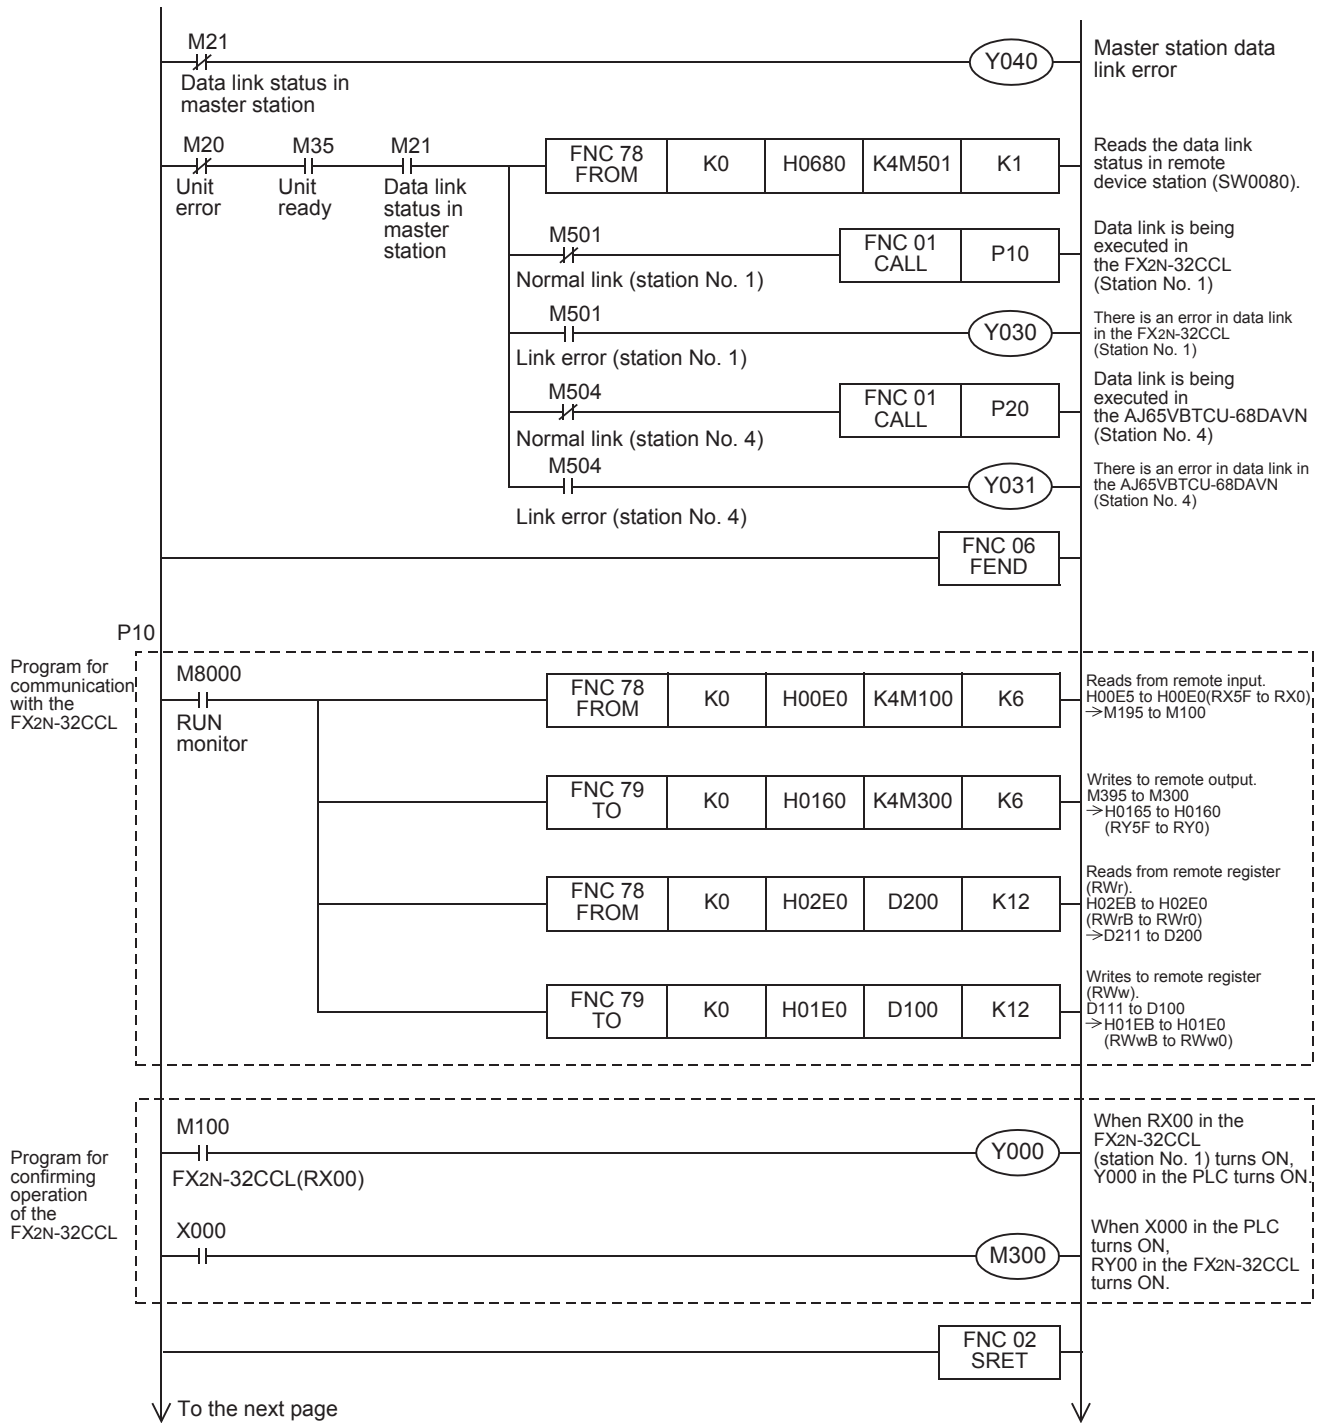 M21
Data link status in
master station
Y040
Master station data
link error
M20
Unit
error
M35
Unit
ready
M21
Data link
status in
master
station
FNC 78
FROM
K0
H0680
K4M501
K1
Reads the data link
status in remote
device station (SW0080).
M501
Normal link (station No. 1)
FNC 01
CALL
P10
Data link is being
executed in
the FX2N-32CCL
(Station No. 1)
M501
Link error (station No. 1)
Y030
There is an error in data link
in the FX2N-32CCL
(Station No. 1)
M504
Normal link (station No. 4)
FNC 01
CALL
P20
Data link is being
executed in
the AJ65VBTCU-68DAVN
(Station No. 4)
M504
Link error (station No. 4)
Y031
There is an error in data link in
the AJ65VBTCU-68DAVN
(Station No. 4)
FNC 06
FEND
P10
Program for
communication
with the
FX2N-32CCL
M8000
RUN
monitor
FNC 78
FROM
K0
H00E0
K4M100
K6
Reads from remote input.
H00E5 to H00E0(RX5F to RX0)
→M195 to M100
FNC 79
TO
K0
H0160
K4M300
K6
Writes to remote output.
M395 to M300
→H0165 to H0160
(RY5F to RY0)
FNC 78
FROM
K0
H02E0
D200
K12
Reads from remote register
(RWr).
H02EB to H02E0
(RWrB to RWr0)
→D211 to D200
FNC 79
TO
K0
H01E0
D100
K12
Writes to remote register
(RWw).
D111 to D100
→H01EB to H01E0
(RWwB to RWw0)
Program for
confirming
operation
of the
FX2N-32CCL
M100
FX2N-32CCL(RX00)
Y000
When RX00 in the
FX2N-32CCL
(station No. 1) turns ON,
Y000 in the PLC turns ON.
X000
M300
When X000 in the PLC
turns ON,
RY00 in the FX2N-32CCL
turns ON.
FNC 02
SRET
To the next page